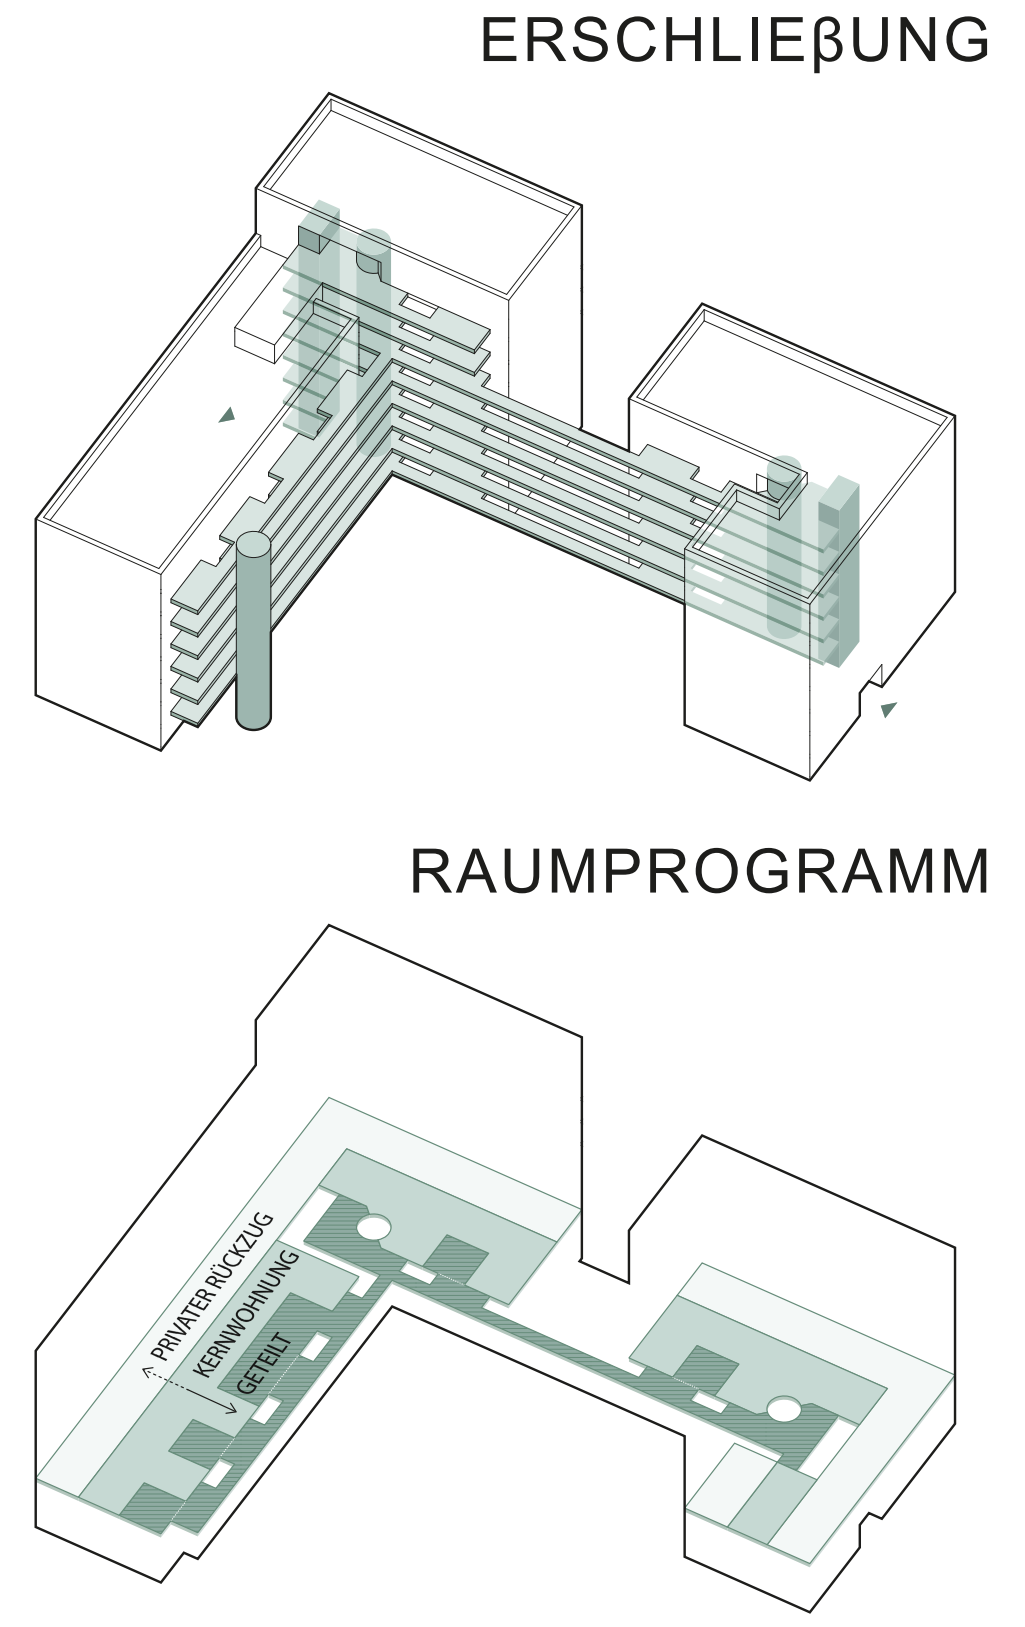 ERSCHLIEβUNG
RAUMPROGRAMM
PRIVATER RÜCKZUG
KERNWOHNUNG
GETEILT